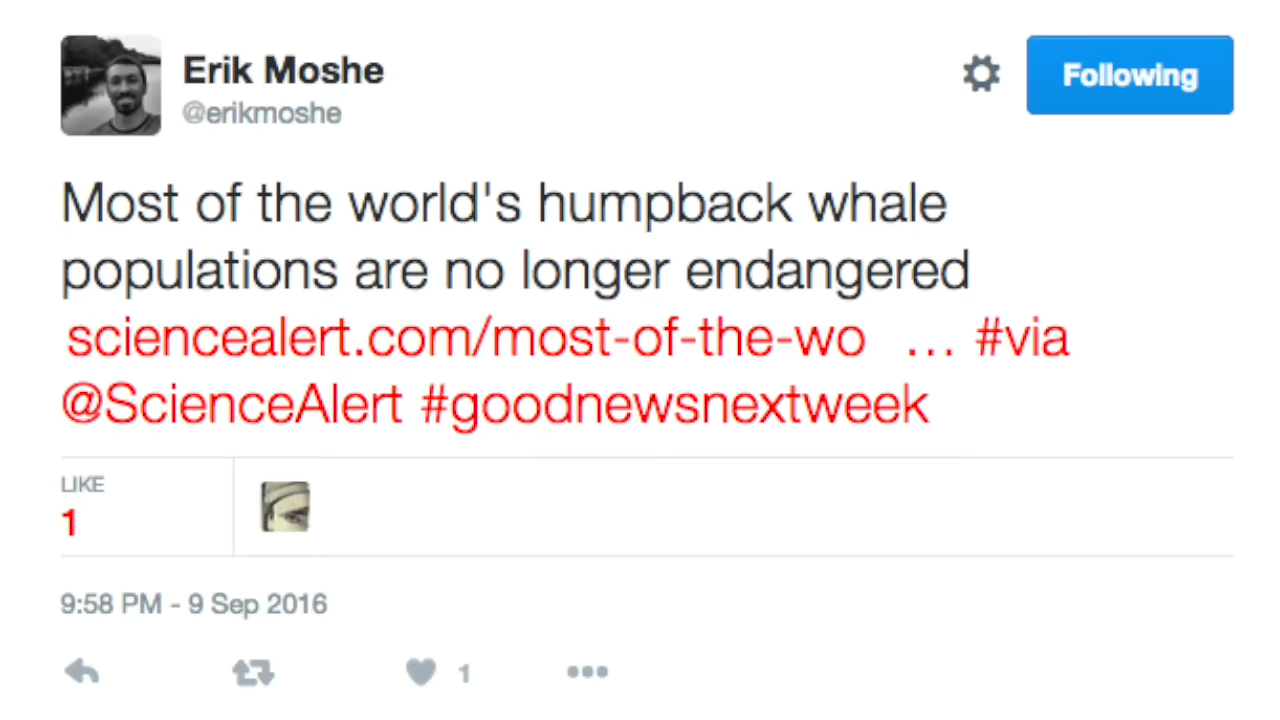 Erik Moshe
@erikmoshe
Following
Most of the world's humpback whale
populations are no longer endangered
sciencealert.com/most-of-the-wo … #via
@ScienceAlert #goodnewsnextweek
LIKE
1
9:58 PM - 9 Sep 2016
1